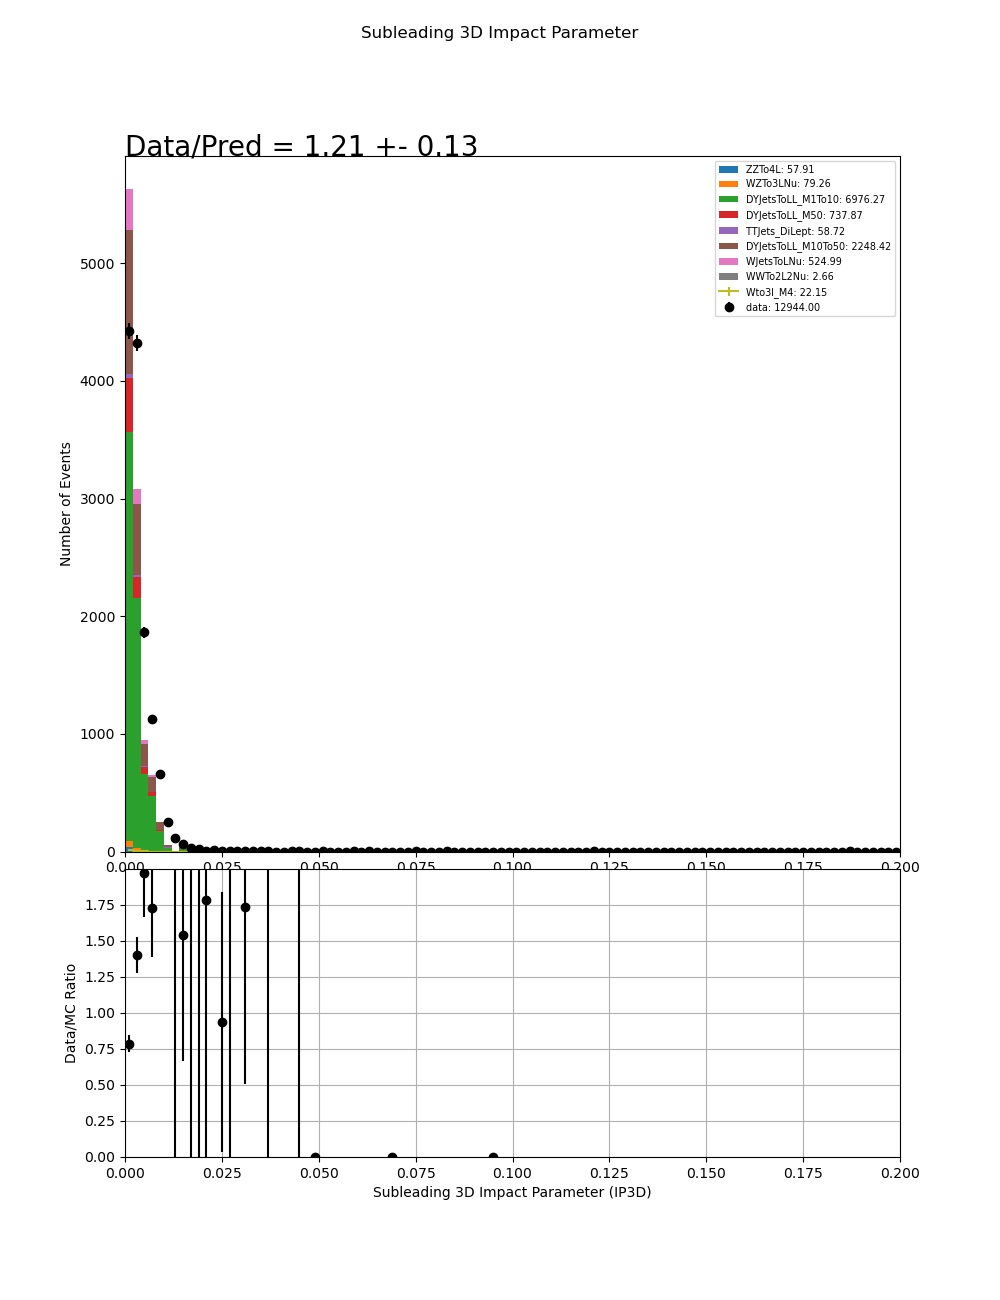 Subleading 3D Impact Parameter
Data/Pred = 1.21 +- 0.13
ZZTo4L: 57.91
WZTo3LNu: 79.26
DYJetsToLL_M1To10: 6976.27
DYJetsToLL_M50: 737.87
TTJets_DiLept: 58.72
DYJetsToLL_M10To50: 2248.42
WJetsToLNu: 524.99
WWTo2L2Nu: 2.66
Wto3l_M4: 22.15
data: 12944.00
Number of Events
5000
4000
3000
2000
1000
0
0.000 0.025 0.050 0.075 0.100 0.125 0.150 0.175 0.200
Data/MC Ratio
1.75
1.50
1.25
1.00
0.75
0.50
0.25
0.00
0.000 0.025 0.050 0.075 0.100 0.125 0.150 0.175 0.200
Subleading 3D Impact Parameter (IP3D)